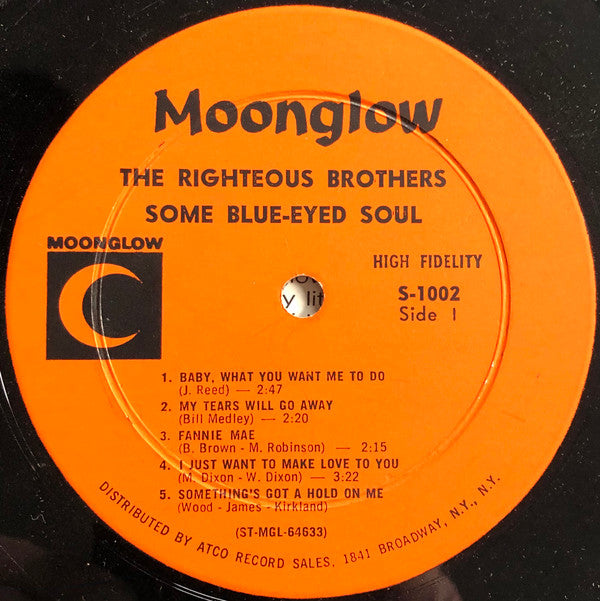 Moonglow
THE RIGHTEOUS BROTHERS
SOME BLUE-EYED SOUL
MOONGLOW
HIGH FIDELITY
S-1002
Side 1
y lit
1. BABY, WHAT YOU WANT ME TO DO
(J. Reed) — 2:47
2. MY TEARS WILL GO AWAY
(Bill Medley) — 2:20
3. FANNIE MAE
(B. Brown - M. Robinson) — 2:15
4. I JUST WANT TO MAKE LOVE TO YOU
(M. Dixon - W. Dixon) — 3:22
5. SOMETHING'S GOT A HOLD ON ME
(Wood - James - Kirkland)
(ST-MGL-64633)
DISTRIBUTED BY ATCO RECORD SALES, 1841 BROADWAY, N.Y., N.Y.